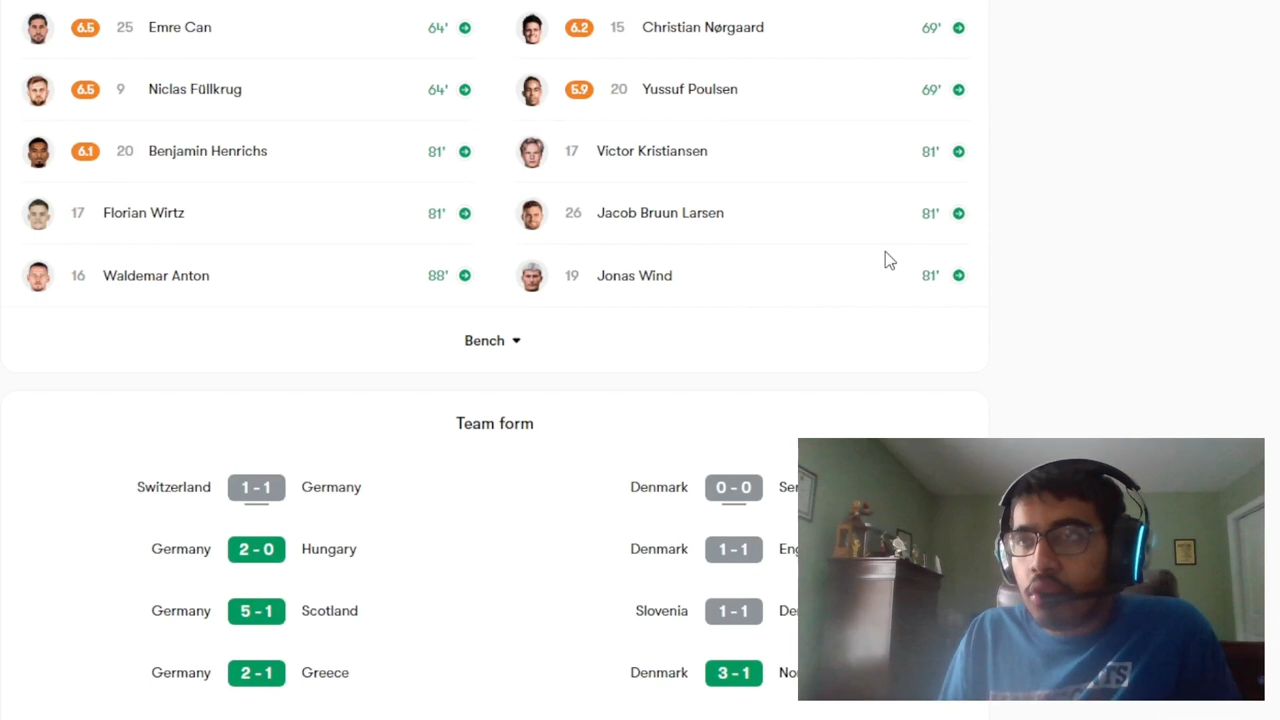 6.5 25 Emre Can 64' 6.2 15 Christian Nørgaard 69'
6.5 9 Niclas Füllkrug 64' 5.9 20 Yussuf Poulsen 69'
6.1 20 Benjamin Henrichs 81' 17 Victor Kristiansen 81'
17 Florian Wirtz 81' 26 Jacob Bruun Larsen 81'
16 Waldemar Anton 88' 19 Jonas Wind 81'
Bench
Team form
Switzerland 1 - 1 Germany Denmark 0 - 0
Germany 2 - 0 Hungary Denmark 1 - 1
Germany 5 - 1 Scotland Slovenia 1 - 1
Germany 2 - 1 Greece Denmark 3 - 1